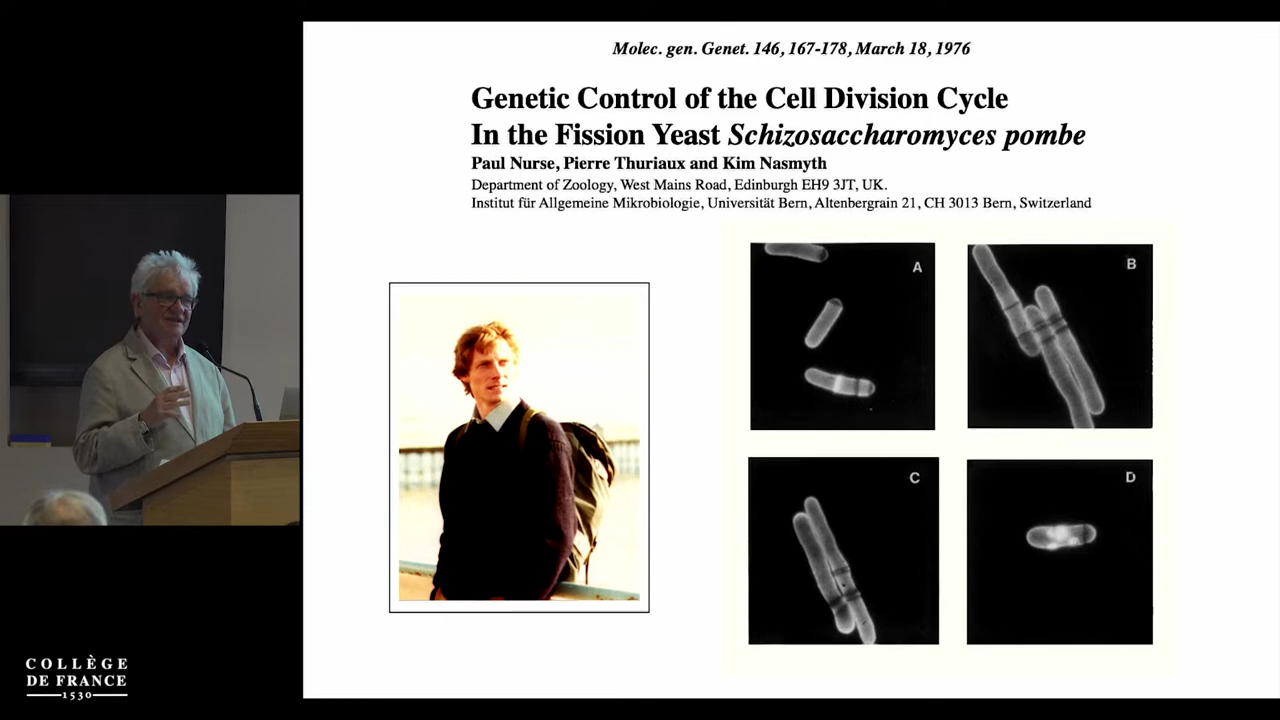 Molec. gen. Genet. 146, 167-178, March 18, 1976
Genetic Control of the Cell Division Cycle
In the Fission Yeast Schizosaccharomyces pombe
Paul Nurse, Pierre Thuriaux and Kim Nasmyth
Department of Zoology, West Mains Road, Edinburgh EH9 3JT, UK.
Institut für Allgemeine Mikrobiologie, Universität Bern, Altenbergrain 21, CH 3013 Bern, Switzerland
A
B
C
D
COLLÈGE
DE FRANCE
1530